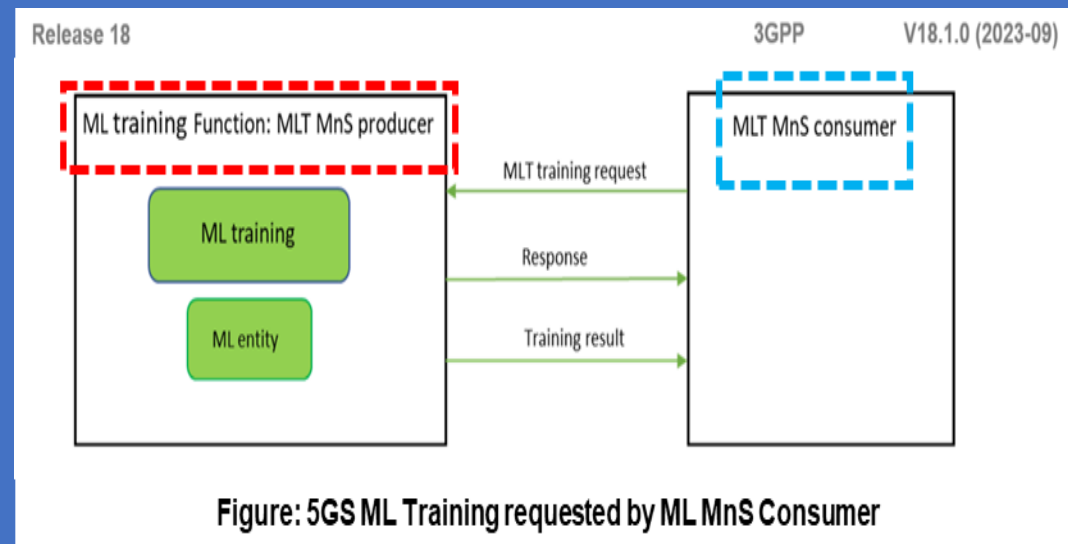 Release 18
3GPP
V18.1.0 (2023-09)
ML training Function: MLT MnS producer
MLT MnS consumer
MLT training request
ML training
Response
ML entity
Training result
Figure: 5GS ML Training requested by ML MnS Consumer